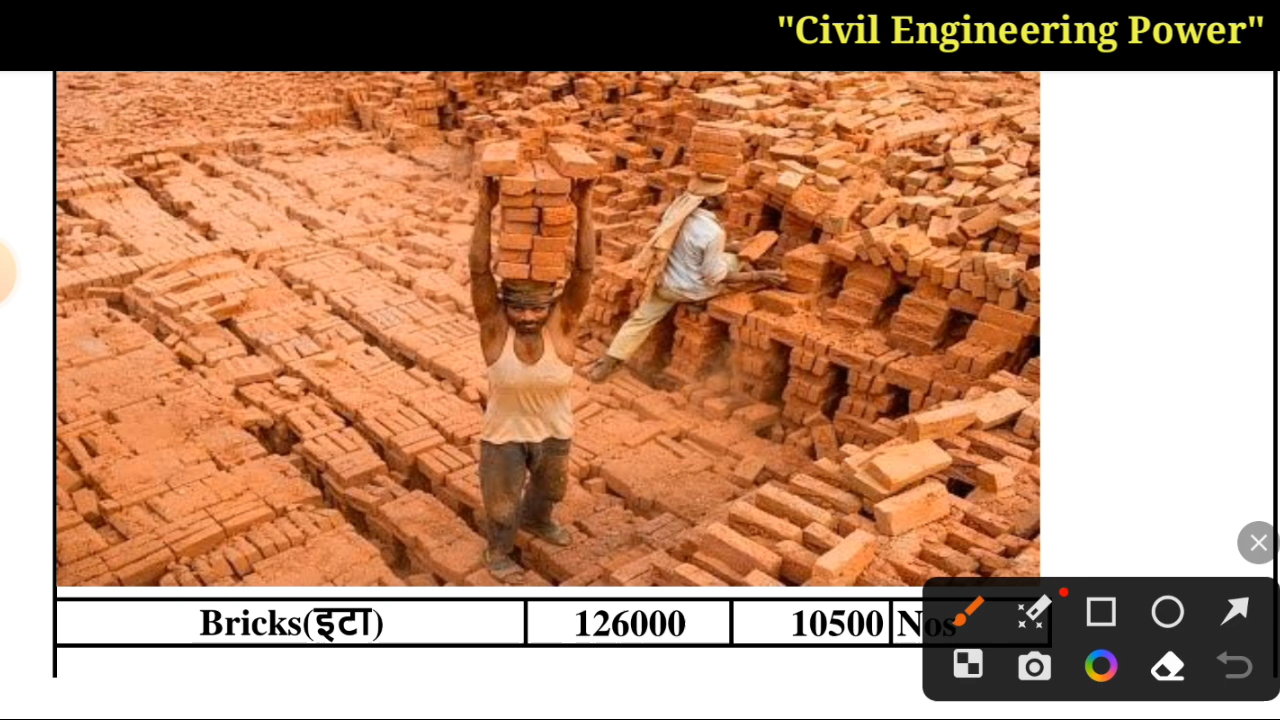 "Civil Engineering Power"
Bricks(इटा) 126000 10500 Nos